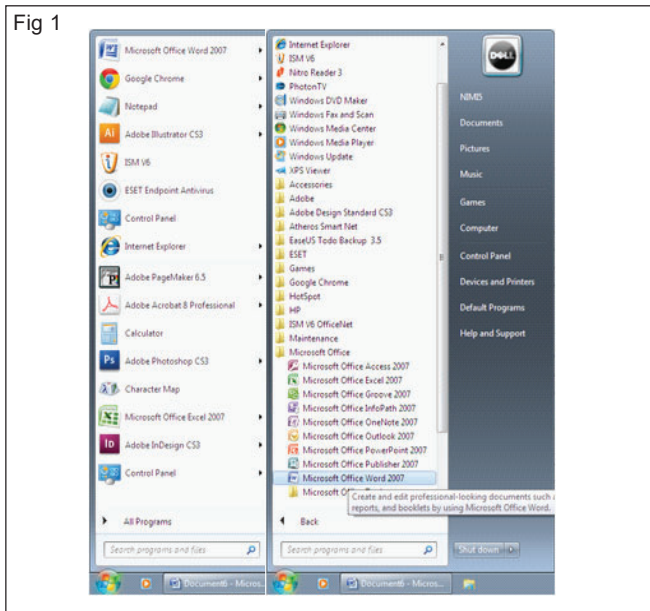 Fig 1
Microsoft Office Word 2007
Google Chrome
Notepad
Adobe Illustrator CS3
ISM V6
ESET Endpoint Antivirus
Control Panel
Internet Explorer
Adobe PageMaker 6.5
Adobe Acrobat 8 Professional
Calculator
Adobe Photoshop CS3
Character Map
Microsoft Office Excel 2007
Adobe InDesign CS3
Control Panel
All Programs
Search programs and files
Document6 - Micros...
Internet Explorer
ISM V6
Nitro Reader 3
PhotonTV
Windows DVD Maker
Windows Fax and Scan
Windows Media Center
Windows Media Player
Windows Update
XPS Viewer
Accessories
Adobe
Adobe Design Standard CS3
Atheros Smart Net
EaseUS Todo Backup 3.5
ESET
Games
Google Chrome
HotSpot
HP
ISM V6 OfficeNet
Maintenance
Microsoft Office
Microsoft Office Access 2007
Microsoft Office Excel 2007
Microsoft Office Groove 2007
Microsoft Office InfoPath 2007
Microsoft Office OneNote 2007
Microsoft Office Outlook 2007
Microsoft Office PowerPoint 2007
Microsoft Office Publisher 2007
Microsoft Office Word 2007
Microsoft Of
Create and edit professional-looking documents such a
reports, and booklets by using Microsoft Office Word.
Back
Search programs and files
Document6 - Micros...
DELL
NIMI5
Documents
Pictures
Music
Games
Computer
Control Panel
Devices and Printers
Default Programs
Help and Support
Shut down